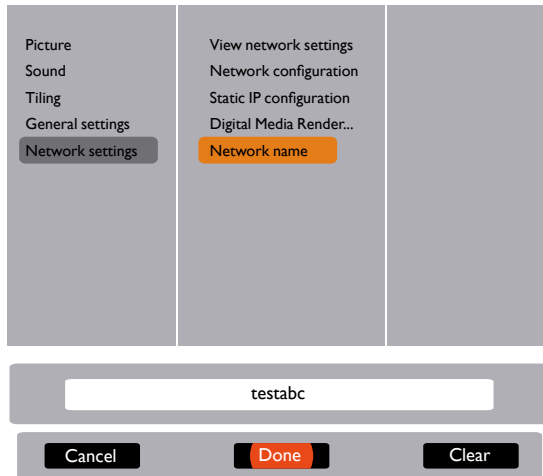 Picture
Sound
Tiling
General settings
Network settings
View network settings
Network configuration
Static IP configuration
Digital Media Render...
Network name
testabc
Cancel
Done
Clear